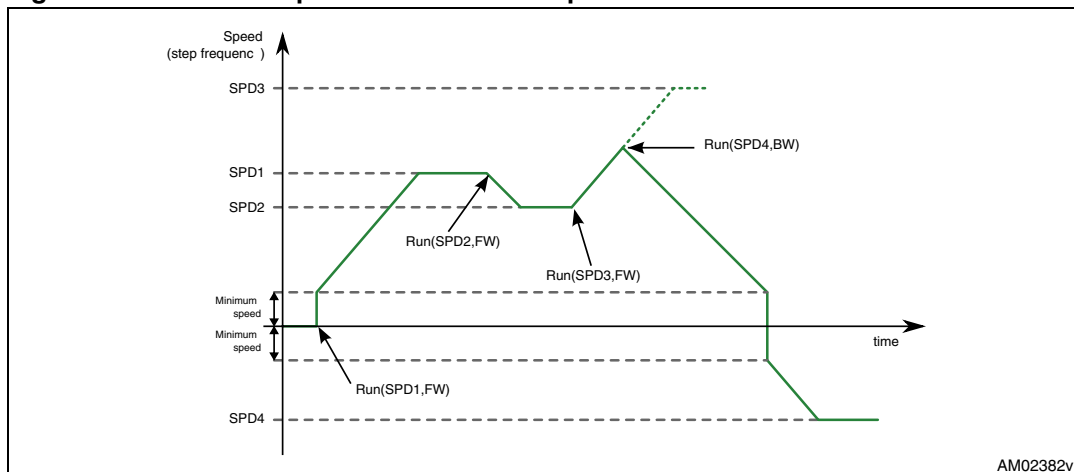 Speed
(step frequenc )
SPD3
Run(SPD4,BW)
SPD1
SPD2
Run(SPD2,FW)
Run(SPD3,FW)
Minimum
speed
Minimum
speed
time
Run(SPD1,FW)
SPD4
AM02382v